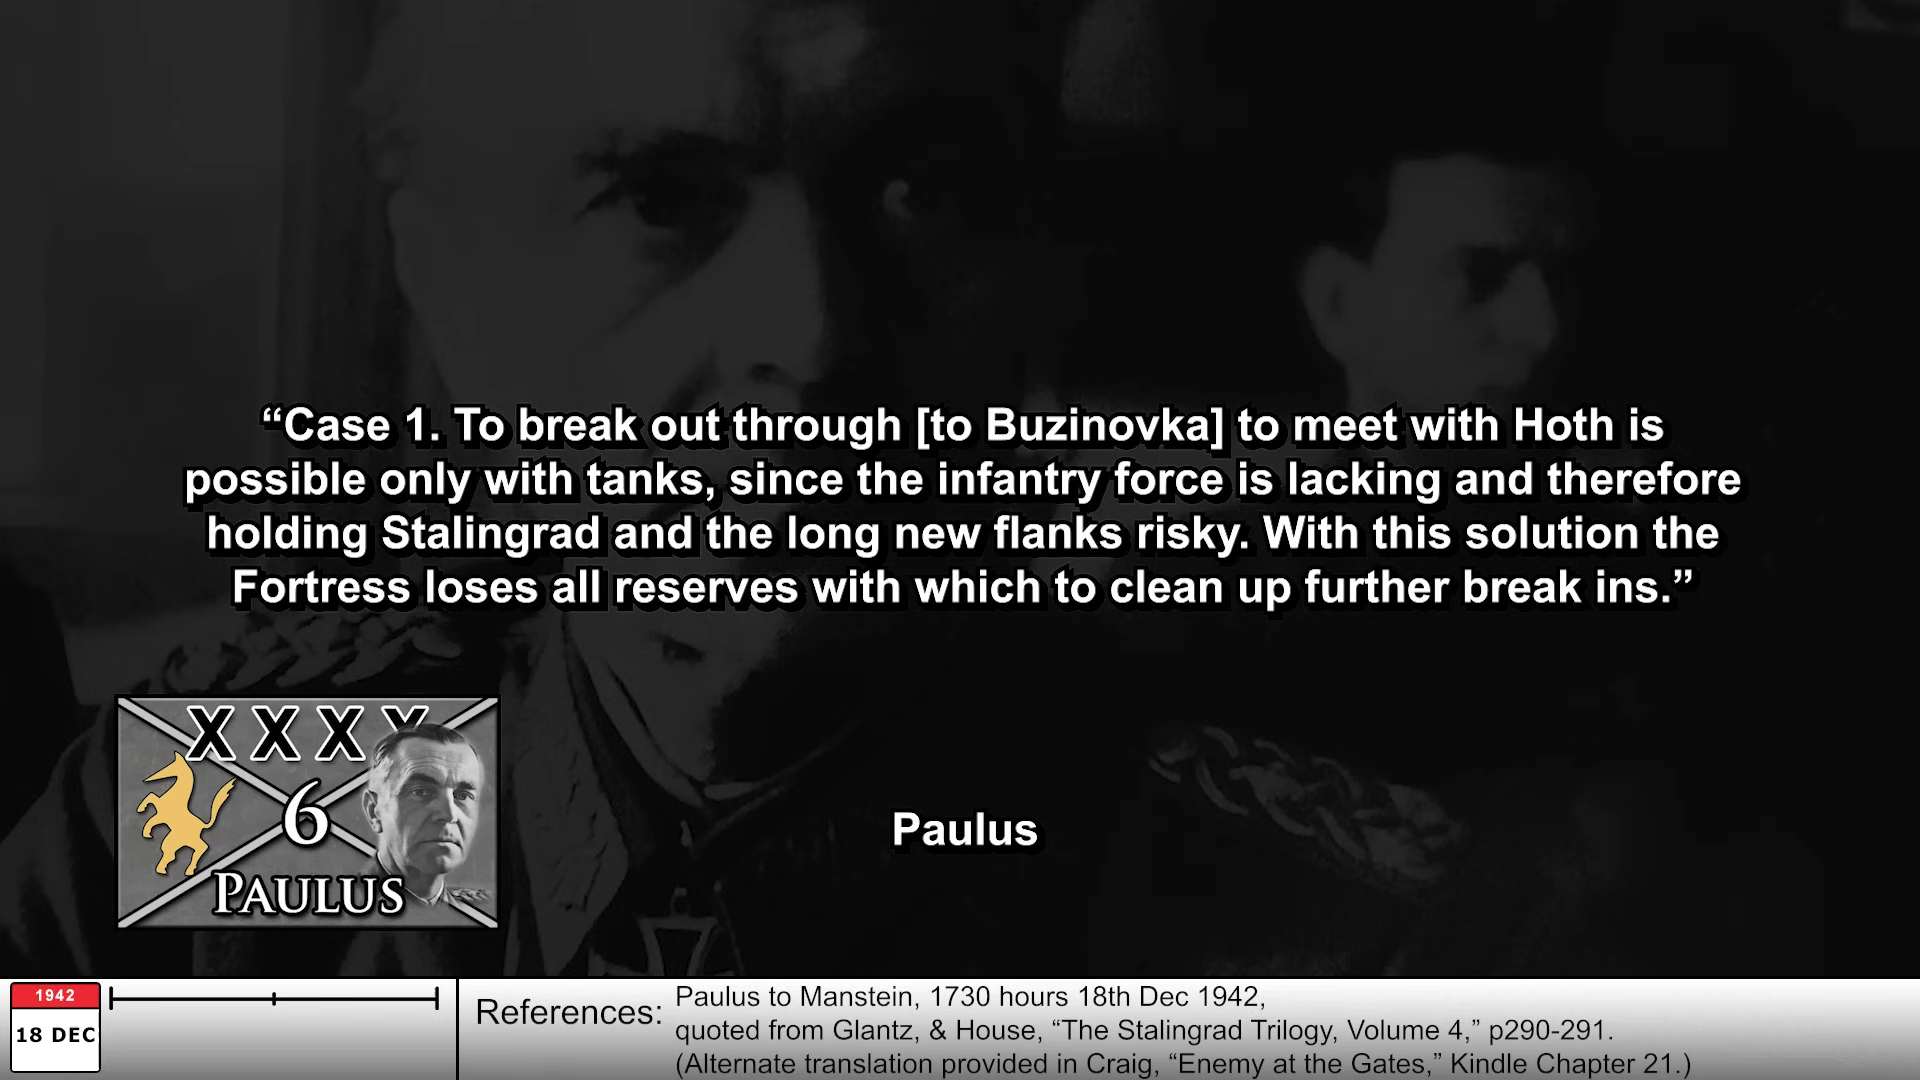 “Case 1. To break out through [to Buzinovka] to meet with Hoth is
possible only with tanks, since the infantry force is lacking and therefore
holding Stalingrad and the long new flanks risky. With this solution the
Fortress loses all reserves with which to clean up further break ins.”
X X X X
6
PAULUS
Paulus
1942
18 DEC
References:
Paulus to Manstein, 1730 hours 18th Dec 1942,
quoted from Glantz, & House, “The Stalingrad Trilogy, Volume 4,” p290-291.
(Alternate translation provided in Craig, “Enemy at the Gates,” Kindle Chapter 21.)